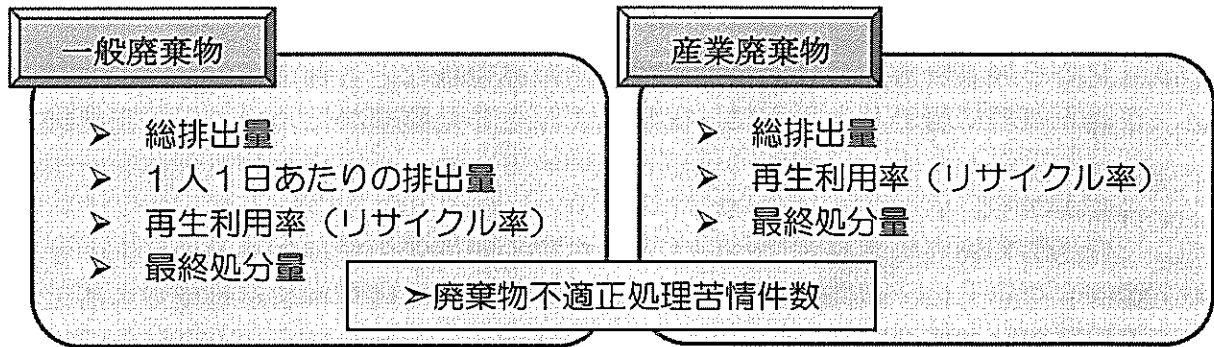 一般廃棄物
➢ 総排出量
➢ 1人1日あたりの排出量
➢ 再生利用率（リサイクル率）
➢ 最終処分量
産業廃棄物
➢ 総排出量
➢ 再生利用率（リサイクル率）
➢ 最終処分量
➢廃棄物不適正処理苦情件数